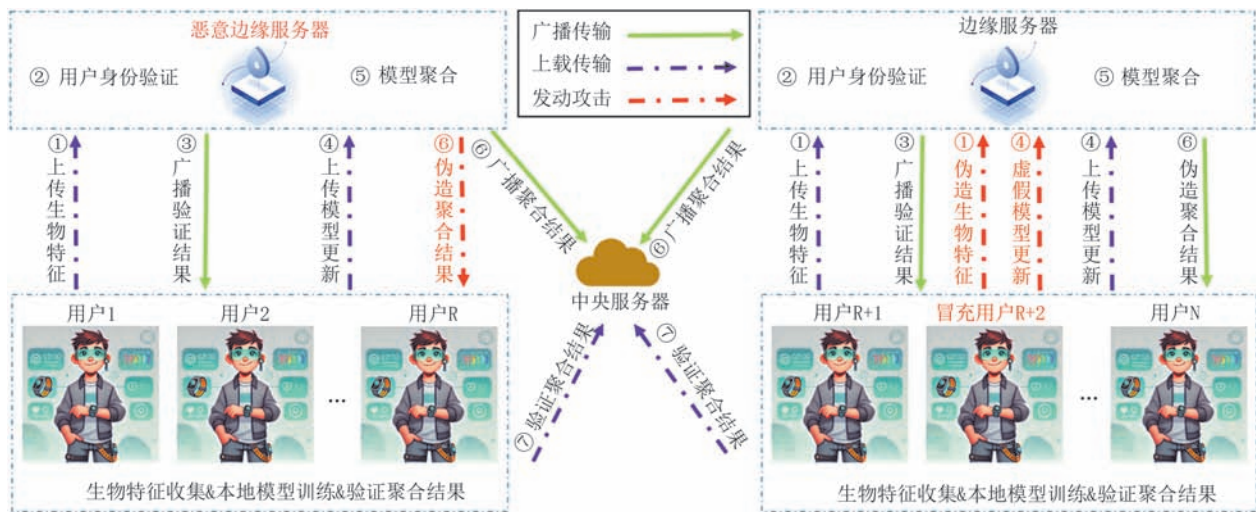 恶意边缘服务器
② 用户身份验证
⑤ 模型聚合
①上传生物特征
③广播验证结果
④上传模型更新
⑥伪造聚合结果
用户1
用户2
用户R
...
生物特征收集&本地模型训练&验证聚合结果
广播传输
上载传输
发动攻击
⑥ 广播聚合结果
⑥ 广播聚合结果
中央服务器
⑦ 验证聚合结果
⑦ 验证聚合结果
边缘服务器
② 用户身份验证
⑤ 模型聚合
①上传生物特征
③广播验证结果
①伪造生物特征
④虚假模型更新
④上传模型更新
⑥伪造聚合结果
用户R+1
冒充用户R+2
用户N
...
生物特征收集&本地模型训练&验证聚合结果